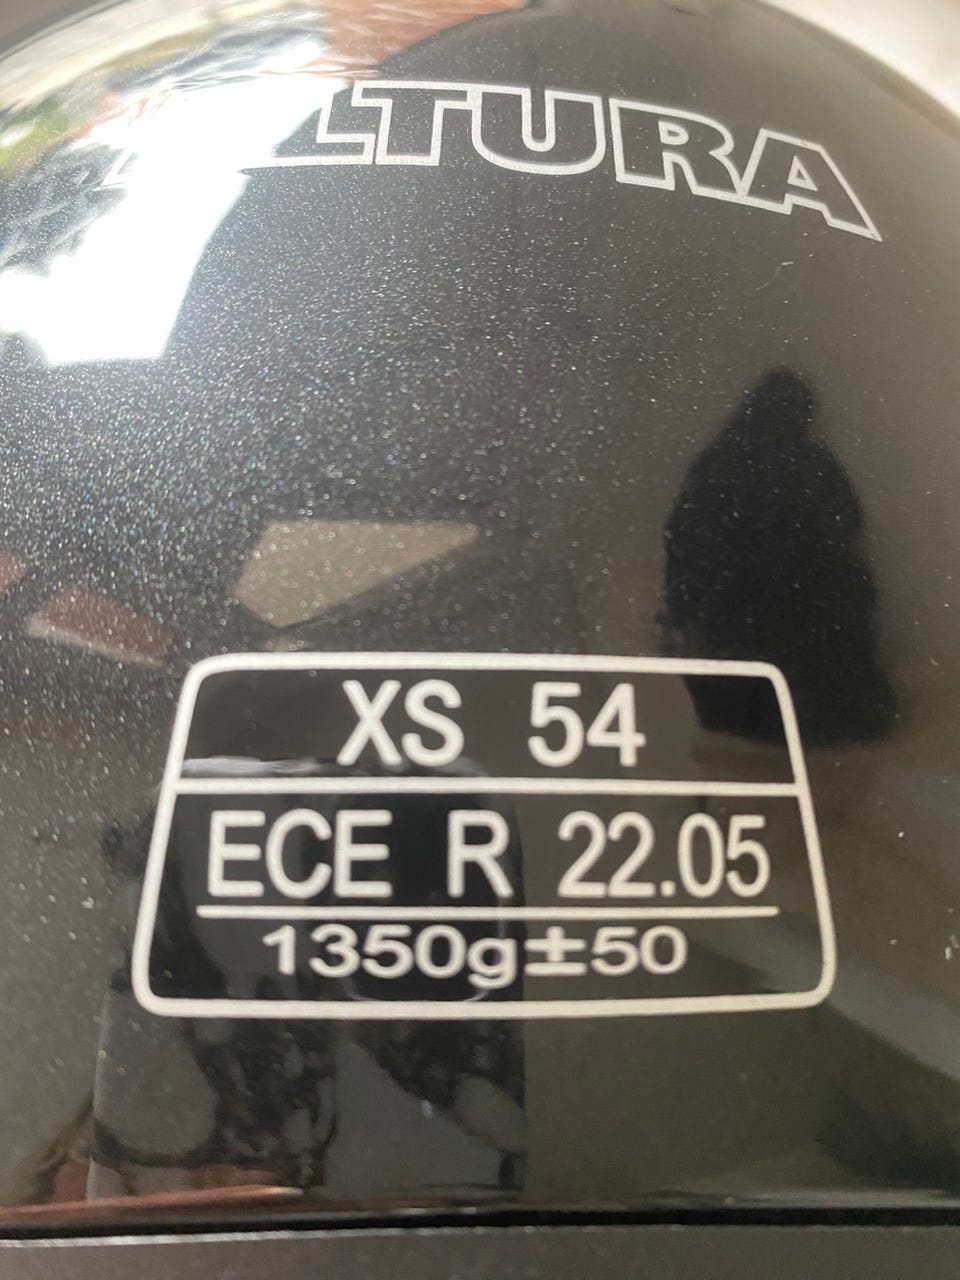 LTURA
XS 54
ECE R 22.05
1350g±50